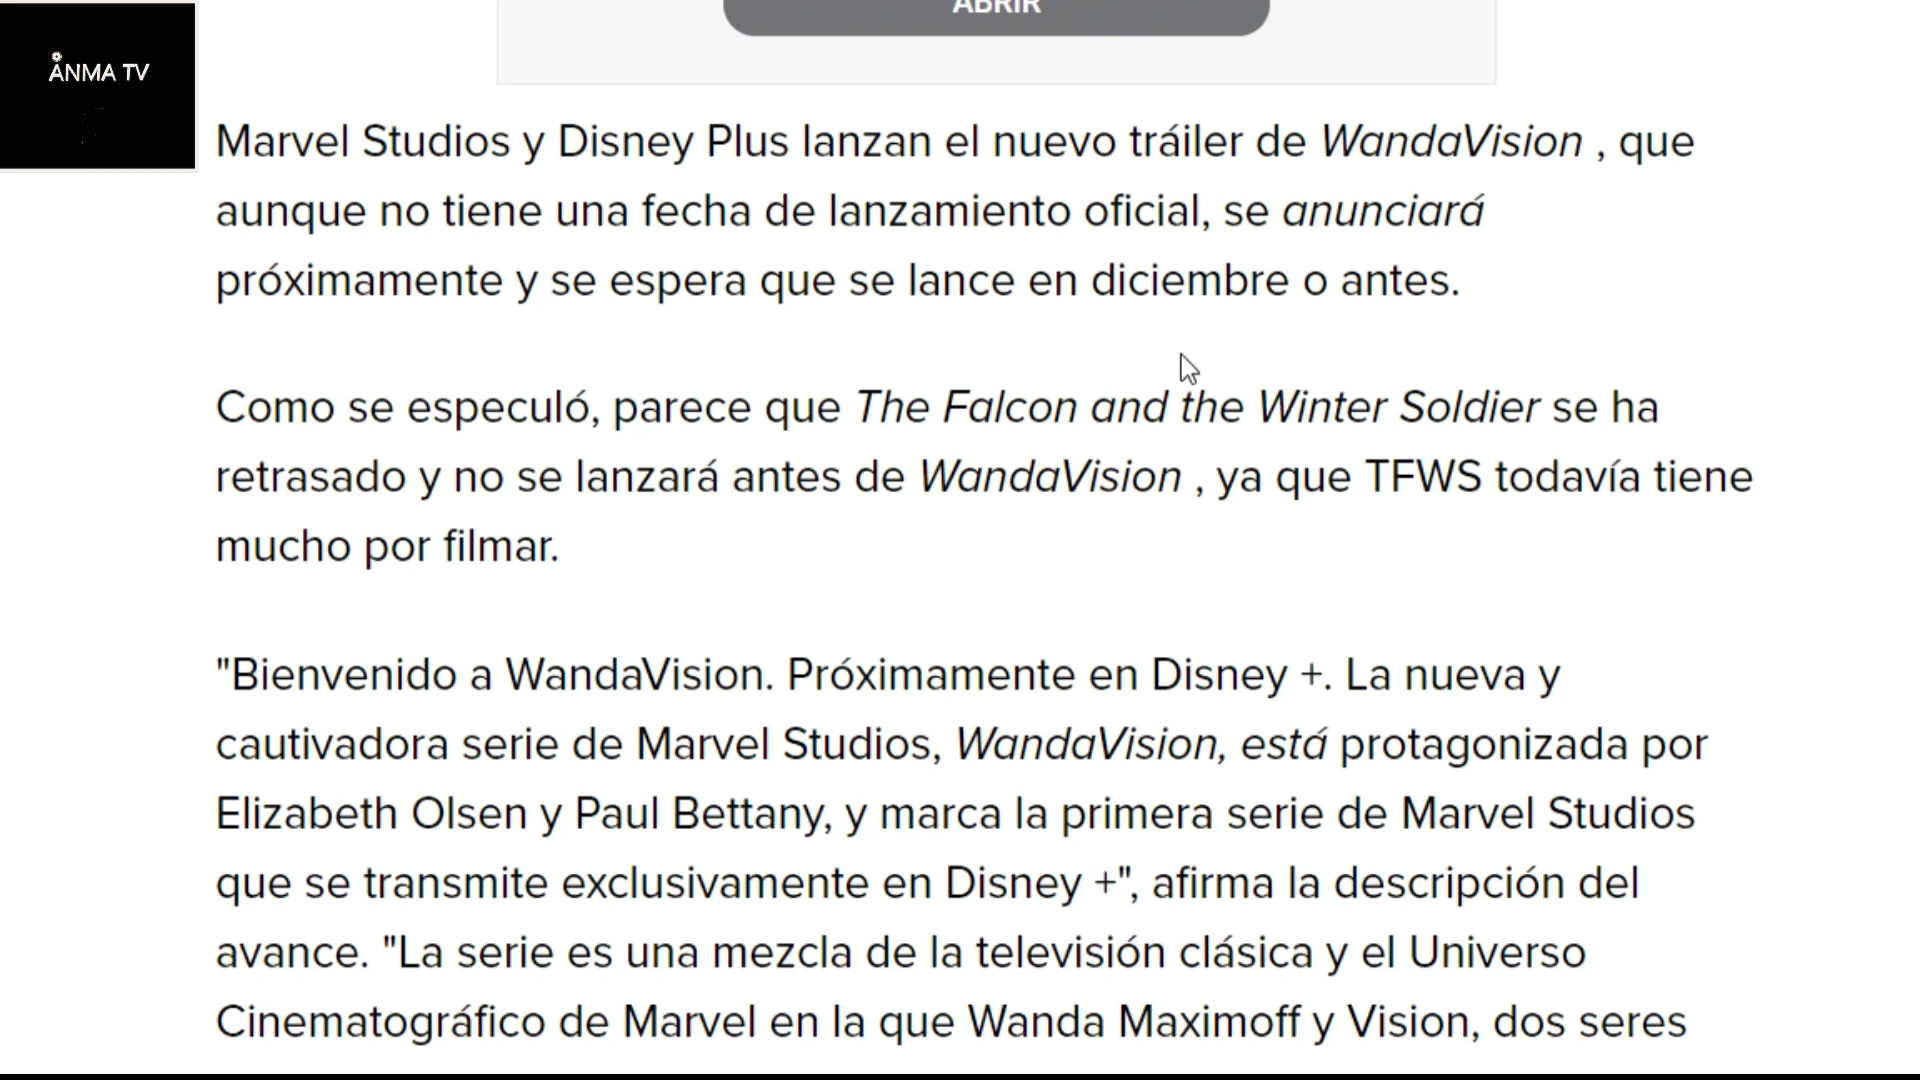 ABRIR
ÅNMA TV
Marvel Studios y Disney Plus lanzan el nuevo tráiler de WandaVision , que
aunque no tiene una fecha de lanzamiento oficial, se anunciará
próximamente y se espera que se lance en diciembre o antes.
Como se especuló, parece que The Falcon and the Winter Soldier se ha
retrasado y no se lanzará antes de WandaVision , ya que TFWS todavía tiene
mucho por filmar.
"Bienvenido a WandaVision. Próximamente en Disney +. La nueva y
cautivadora serie de Marvel Studios, WandaVision, está protagonizada por
Elizabeth Olsen y Paul Bettany, y marca la primera serie de Marvel Studios
que se transmite exclusivamente en Disney +", afirma la descripción del
avance. "La serie es una mezcla de la televisión clásica y el Universo
Cinematográfico de Marvel en la que Wanda Maximoff y Vision, dos seres